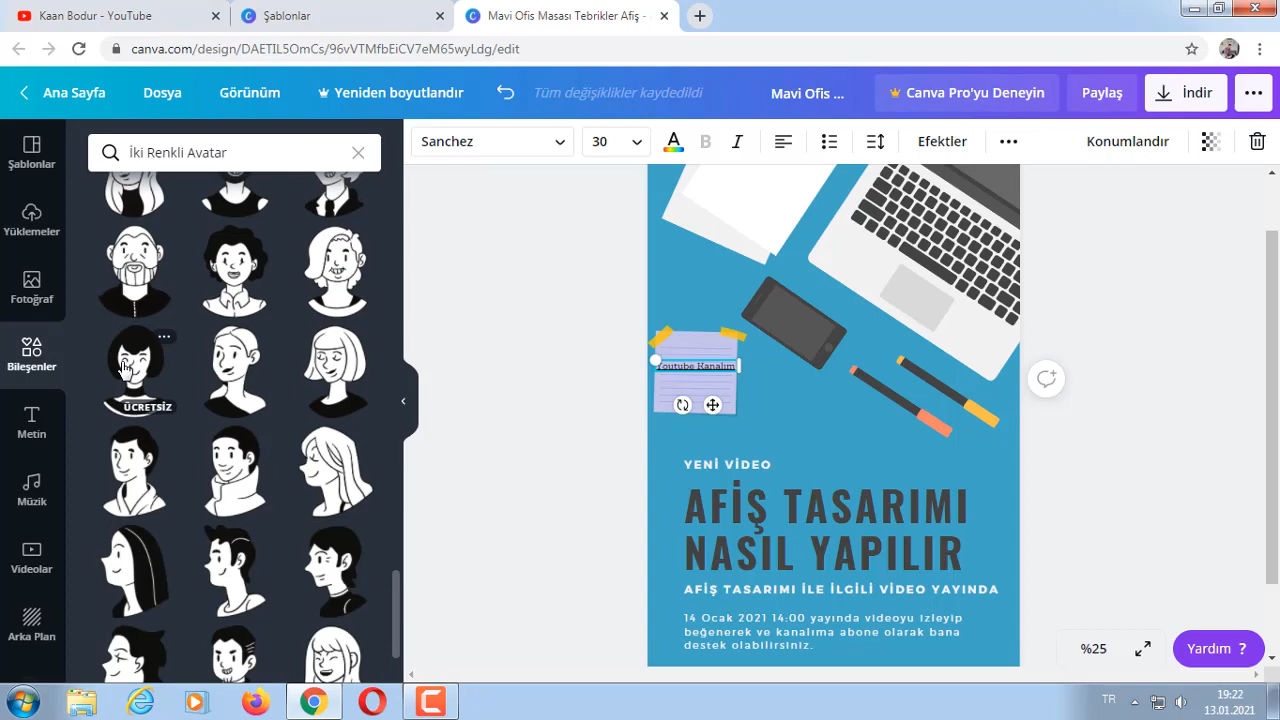 Kaan Bodur - YouTube
Şablonlar
Mavi Ofis Masası Tebrikler Afiş -
canva.com/design/DAETIL5OmCs/96vVTMfbEiCV7eM65wyLdg/edit
Ana Sayfa
Dosya
Görünüm
Yeniden boyutlandır
Tüm değişiklikler kaydedildi
Mavi Ofis ...
Canva Pro'yu Deneyin
Paylaş
İndir
Şablonlar
Yüklemeler
Fotoğraf
Bileşenler
Metin
Müzik
Videolar
Arka Plan
İki Renkli Avatar
ÜCRETSİZ
Sanchez
30
A
B
I
Efektler
Konumlandır
Youtube Kanalım
YENİ VİDEO
AFİŞ TASARIMI
NASIL YAPILIR
AFİŞ TASARIMI İLE İLGİLİ VİDEO YAYINDA
14 Ocak 2021 14:00 yayında videoyu izleyip
beğenerek ve kanalıma abone olarak bana
destek olabilirsiniz.
%25
Yardım ?
TR
19:22
13.01.2021